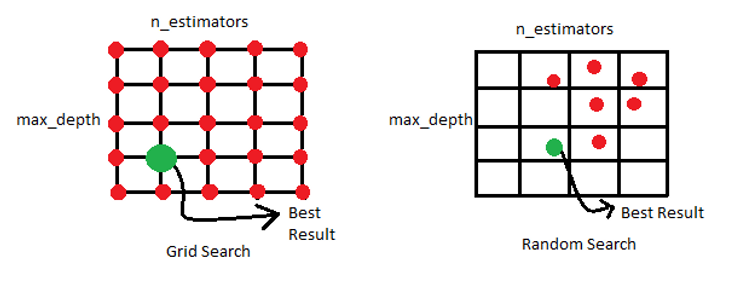 n_estimators
max_depth
Best
Result
Grid Search
n_estimators
max_depth
Best Result
Random Search